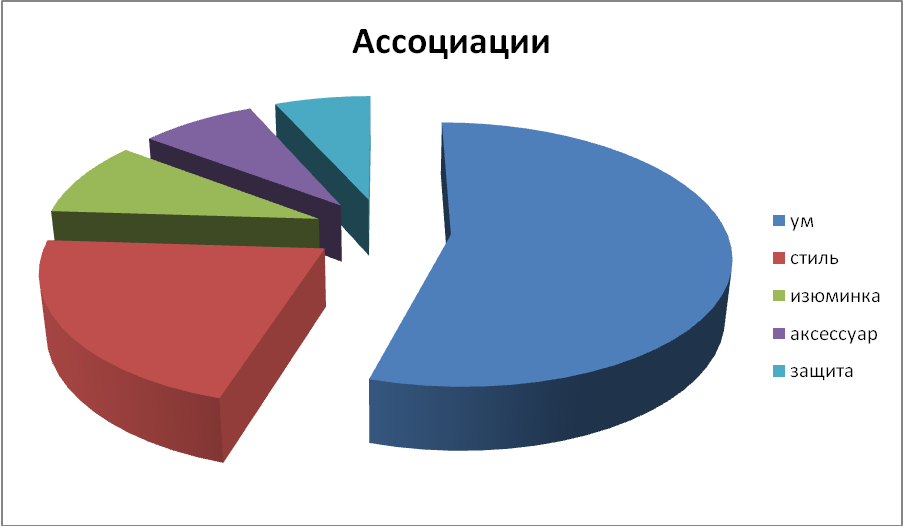 Ассоциации
ум
стиль
изюминка
аксессуар
защита